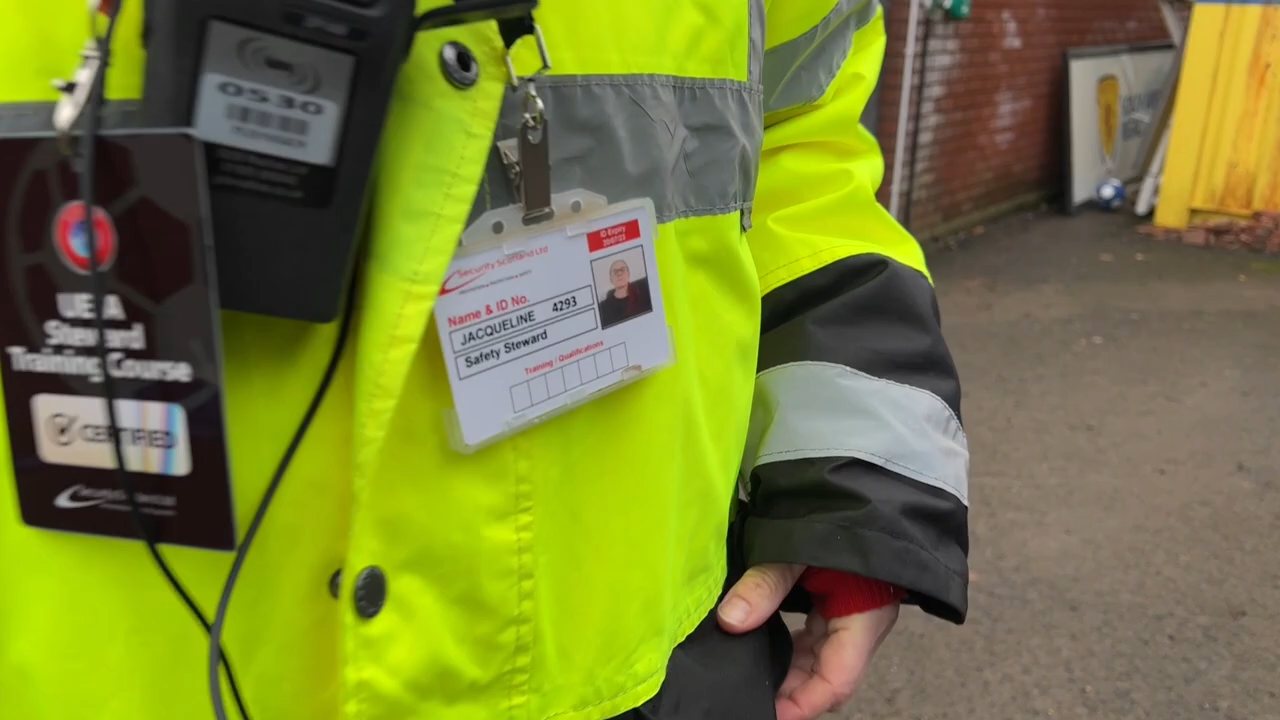 0530
UEFA
Steward
Training Course
CERTIFIED
Security Scotland Ltd
ID Expiry
Name & ID No.
JACQUELINE 4293
Safety Steward
Training / Qualifications